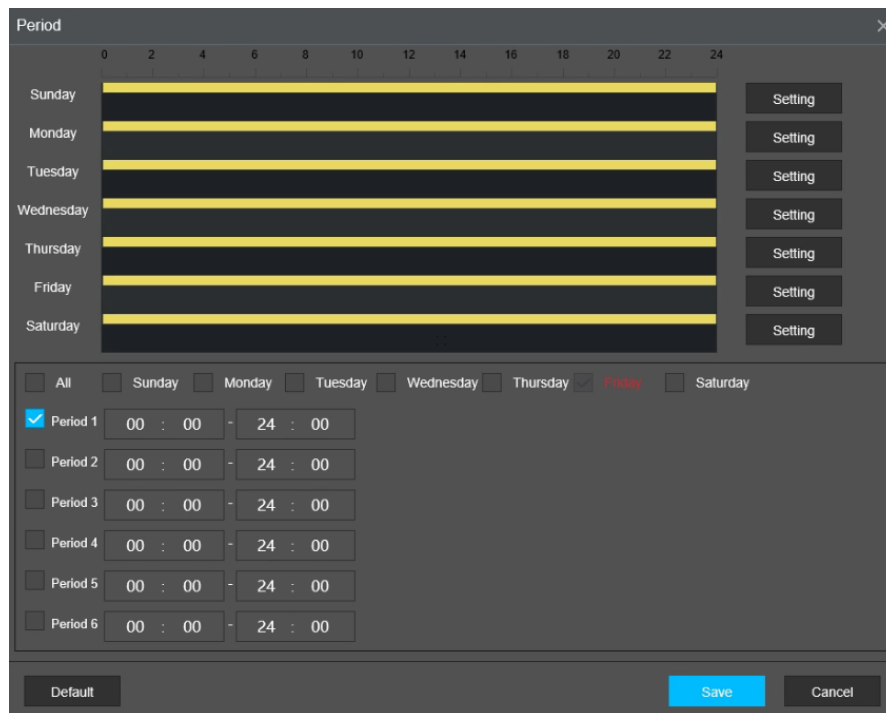 Period
0 2 4 6 8 10 12 14 16 18 20 22 24
Sunday Setting
Monday Setting
Tuesday Setting
Wednesday Setting
Thursday Setting
Friday Setting
Saturday Setting
All Sunday Monday Tuesday Wednesday Thursday Friday Saturday
Period 1 00 : 00 - 24 : 00
Period 2 00 : 00 - 24 : 00
Period 3 00 : 00 - 24 : 00
Period 4 00 : 00 - 24 : 00
Period 5 00 : 00 - 24 : 00
Period 6 00 : 00 - 24 : 00
Default Save Cancel